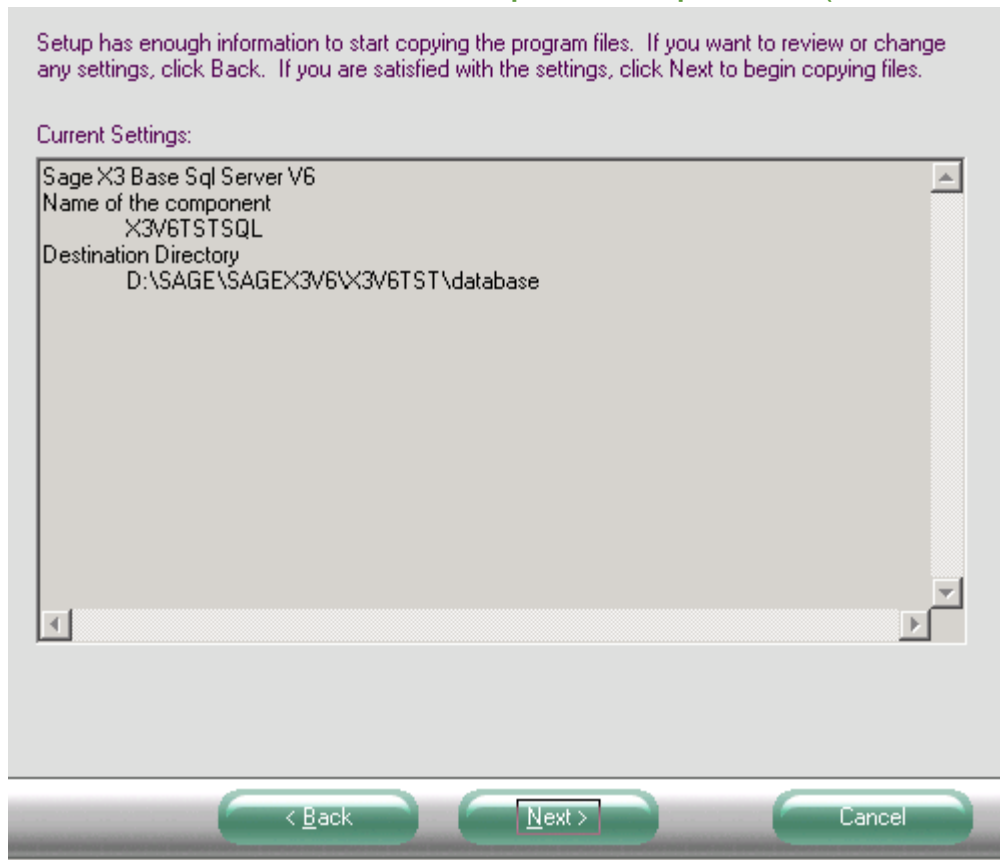 Setup has enough information to start copying the program files. If you want to review or change
any settings, click Back. If you are satisfied with the settings, click Next to begin copying files.
Current Settings:
Sage X3 Base Sql Server V6
Name of the component
X3V6TSTSQL
Destination Directory
D:\SAGE\SAGEX3V6\X3V6TST\database
< Back
Next >
Cancel